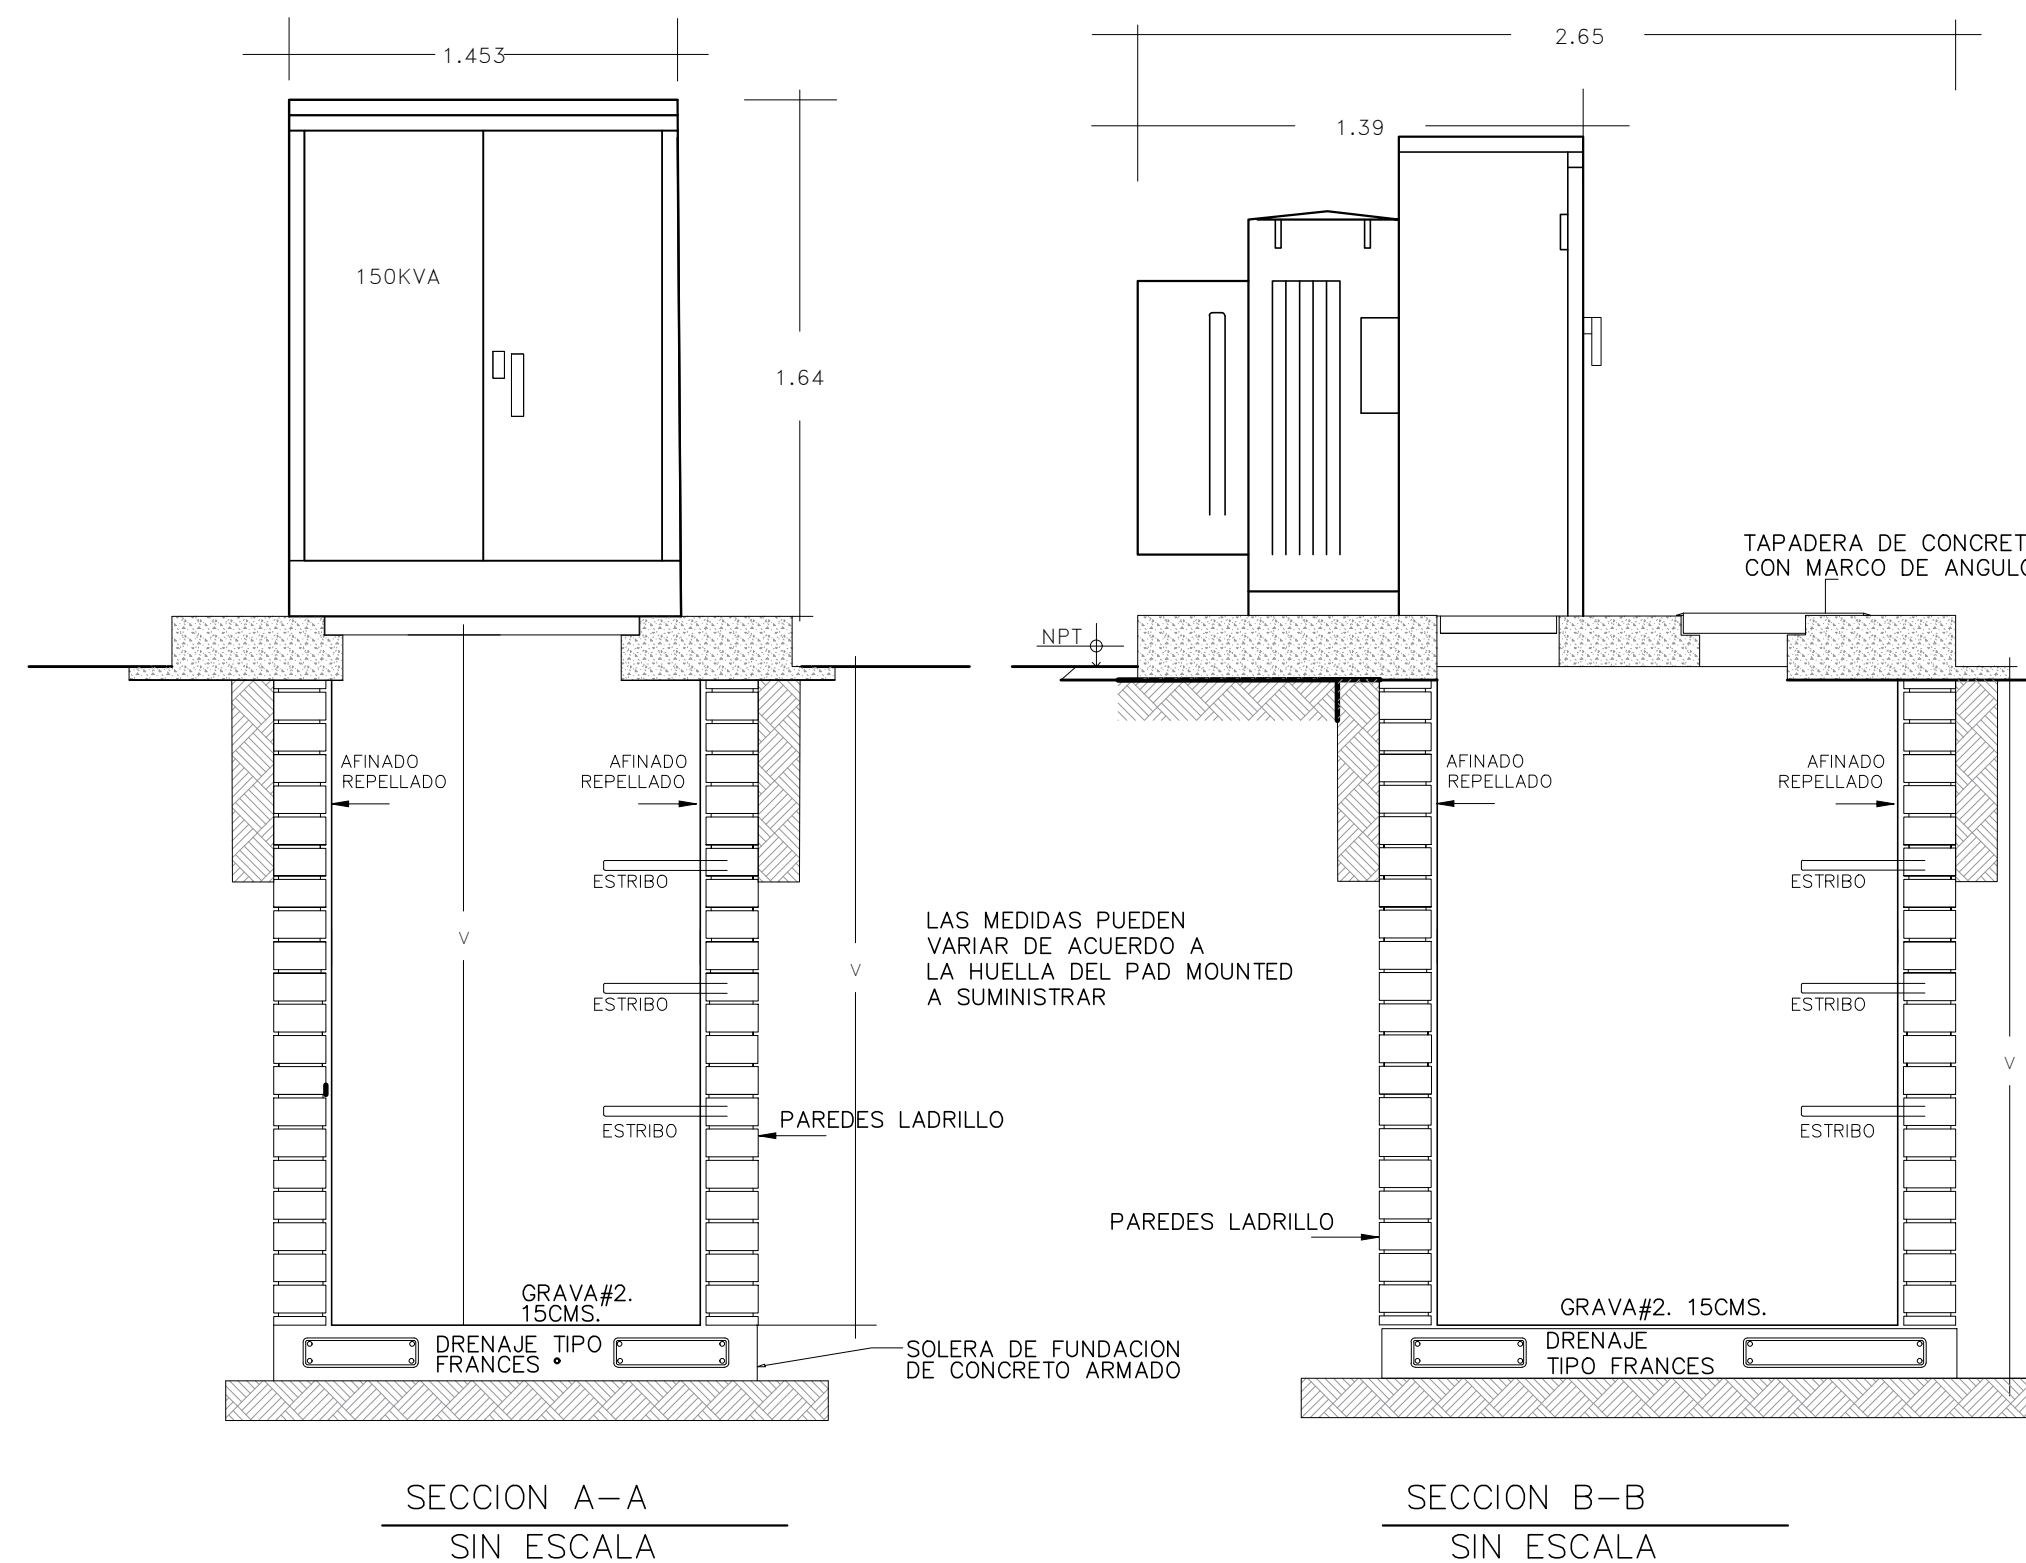 1.453
2.65
1.39
150KVA
1.64
TAPADERA DE CONCRET
CON MARCO DE ANGULO
NPT
AFINADO
REPELLADO
AFINADO
REPELLADO
AFINADO
REPELLADO
AFINADO
REPELLADO
ESTRIBO
ESTRIBO
V
LAS MEDIDAS PUEDEN
VARIAR DE ACUERDO A
LA HUELLA DEL PAD MOUNTED
A SUMINISTRAR
V
ESTRIBO
ESTRIBO
V
ESTRIBO
ESTRIBO
PAREDES LADRILLO
PAREDES LADRILLO
GRAVA#2.
15CMS.
GRAVA#2. 15CMS.
DRENAJE TIPO
FRANCES
SOLERA DE FUNDACION
DE CONCRETO ARMADO
DRENAJE
TIPO FRANCES
SECCION A-A
SIN ESCALA
SECCION B-B
SIN ESCALA